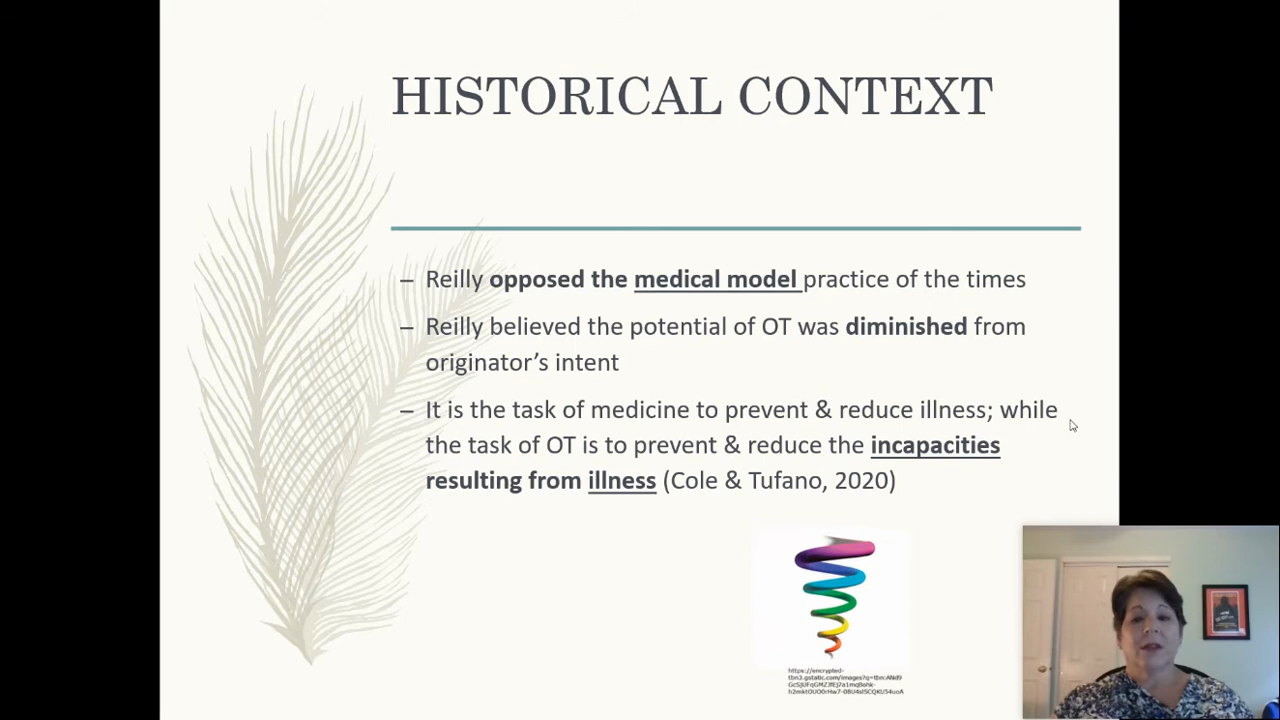 HISTORICAL CONTEXT
– Reilly opposed the medical model practice of the times
– Reilly believed the potential of OT was diminished from
originator’s intent
– It is the task of medicine to prevent & reduce illness; while
the task of OT is to prevent & reduce the incapacities
resulting from illness (Cole & Tufano, 2020)
https://encrypted-